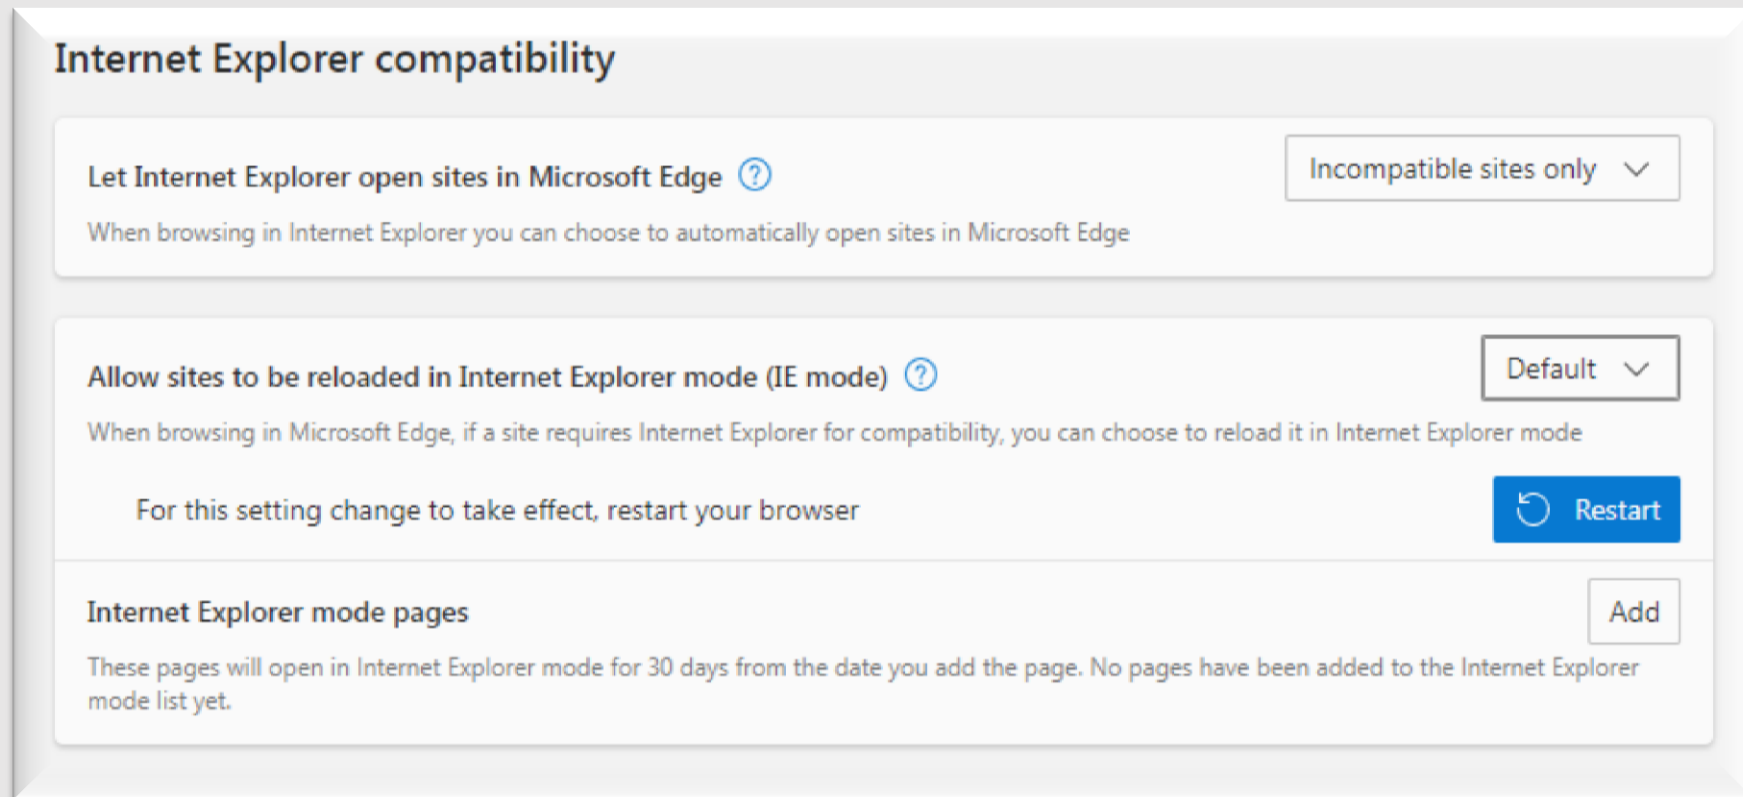 Internet Explorer compatibility
Let Internet Explorer open sites in Microsoft Edge ?
Incompatible sites only
When browsing in Internet Explorer you can choose to automatically open sites in Microsoft Edge
Allow sites to be reloaded in Internet Explorer mode (IE mode) ?
Default
When browsing in Microsoft Edge, if a site requires Internet Explorer for compatibility, you can choose to reload it in Internet Explorer mode
For this setting change to take effect, restart your browser
Restart
Internet Explorer mode pages
Add
These pages will open in Internet Explorer mode for 30 days from the date you add the page. No pages have been added to the Internet Explorer
mode list yet.